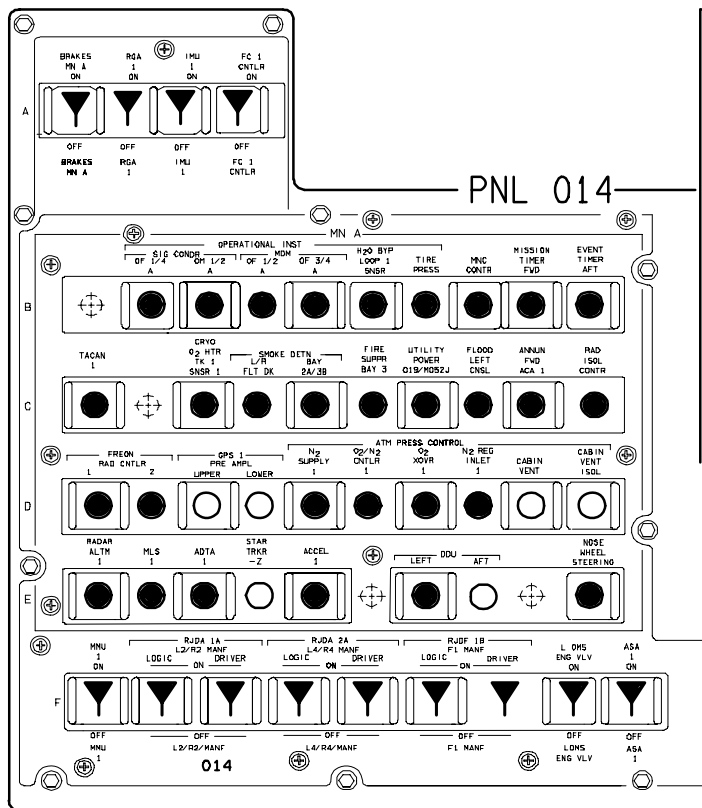 BRAKES RGA IMU FC 1
MN A 1 1 CNTLR
ON ON ON ON
A
OFF OFF OFF OFF
BRAKES RGA IMU FC 1
MN A 1 1 CNTLR
PNL 014
MN A
OPERATIONAL INST
SIG CONDR MDM H2O BYP MISSION EVENT
OF 1/4 OM 1/2 OF 1/2 OF 3/4 LOOP 1 TIRE MNC TIMER TIMER
A A A A SNSR PRESS CONTR FWD AFT
B
CRYO
O2 HTR SMOKE DETN FIRE UTILITY FLOOD ANNUN RAD
TACAN TK 1 L/R BAY SUPPR POWER LEFT FWD ISOL
1 SNSR 1 FLT DK 2A/3B BAY 3 O19/MO52J CNSL ACA 1 CONTR
C
ATM PRESS CONTROL
FREON GPS 1 N2 O2/N2 O2 N2 REG CABIN
RAD CNTLR PRE AMPL SUPPLY CNTLR XOVR INLET CABIN VENT
1 2 UPPER LOWER 1 1 1 1 VENT ISOL
D
RADAR STAR NOSE
ALTM MLS ADTA TRKR ACCEL DDU WHEEL
1 1 1 -Z 1 LEFT AFT STEERING
E
RJDA 1A RJDA 2A RJDF 1B
MMU L2/R2 MANF L4/R4 MANF F1 MANF L OMS ASA
1 LOGIC DRIVER LOGIC DRIVER LOGIC DRIVER ENG VLV 1
ON ON ON ON ON ON
F
OFF OFF OFF OFF OFF OFF
MMU L2/R2/MANF L4/R4/MANF F1 MANF LOMS ASA
1 ENG VLV 1
014